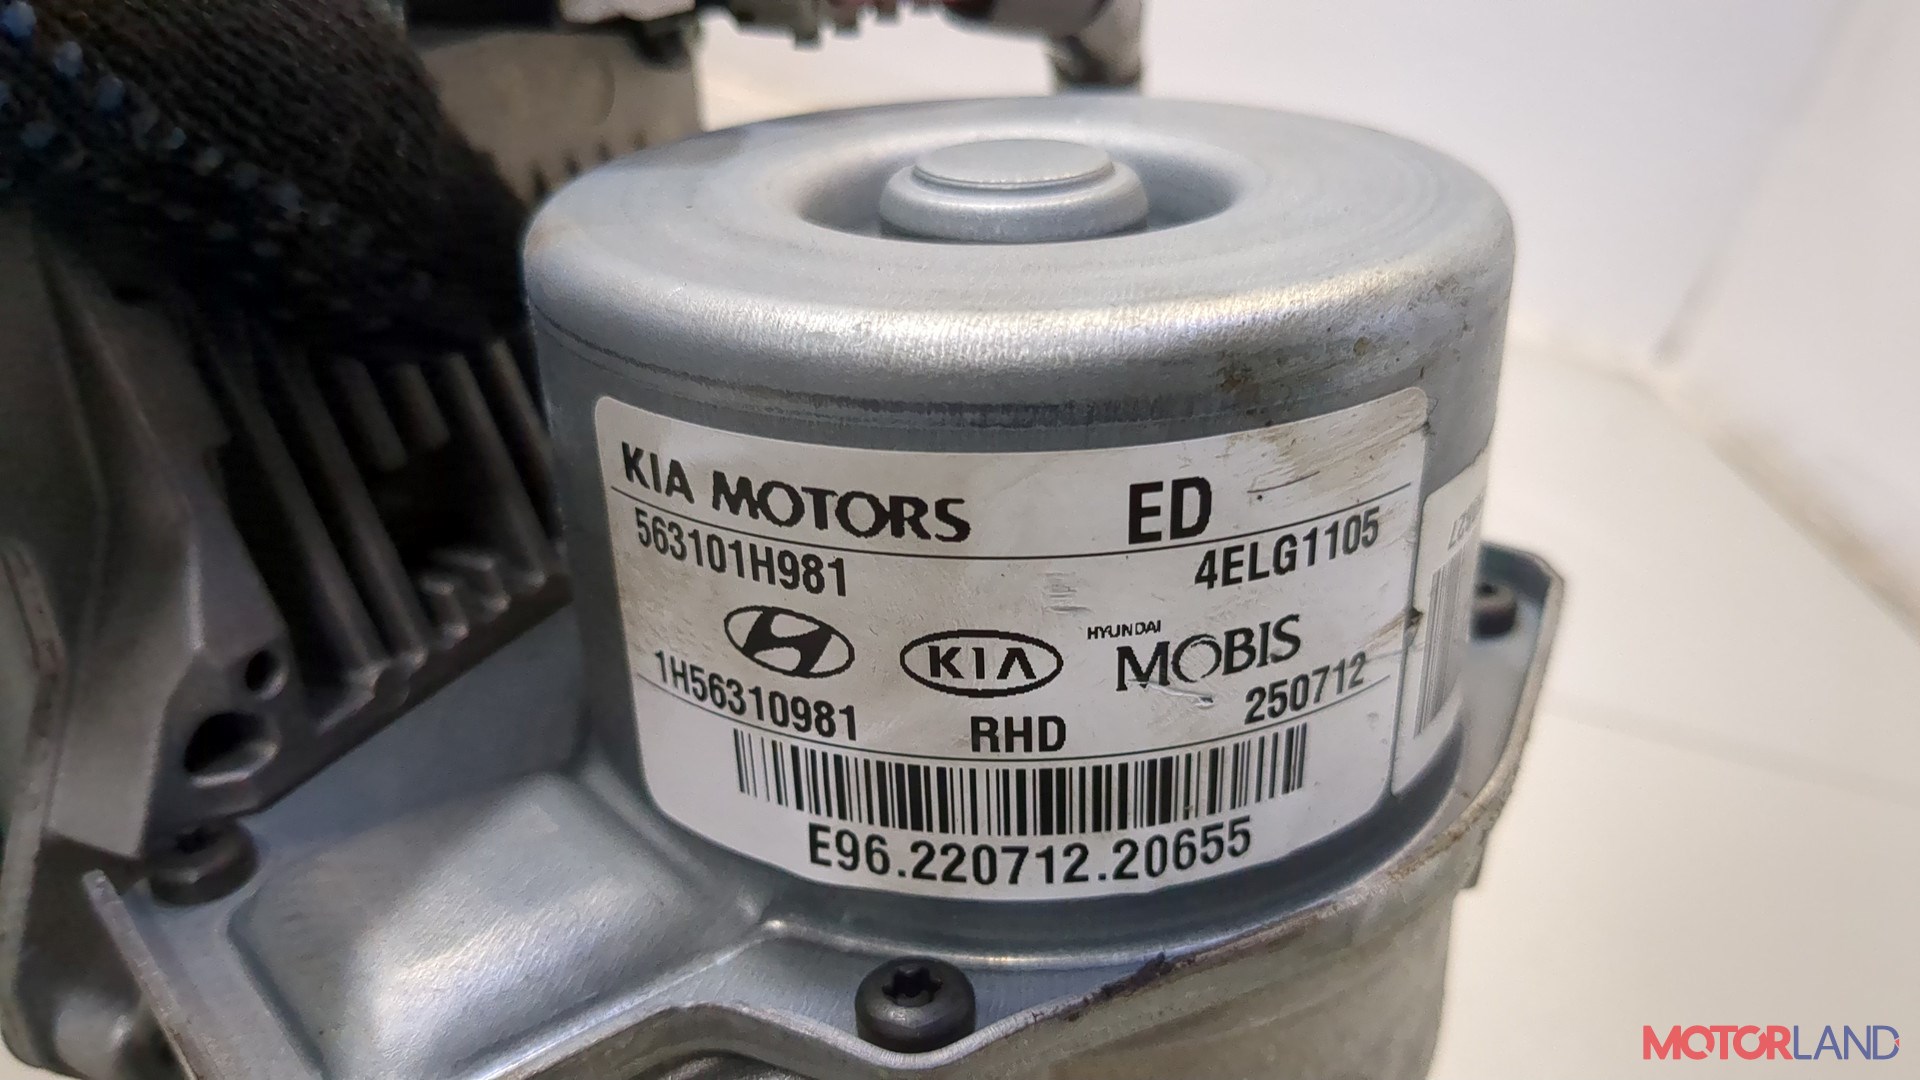 KIA MOTORS ED
563101H981 4ELG1105
KIA HYUNDAI MOBIS
1H56310981 RHD 250712
E96.220712.20655
MOTORLAND